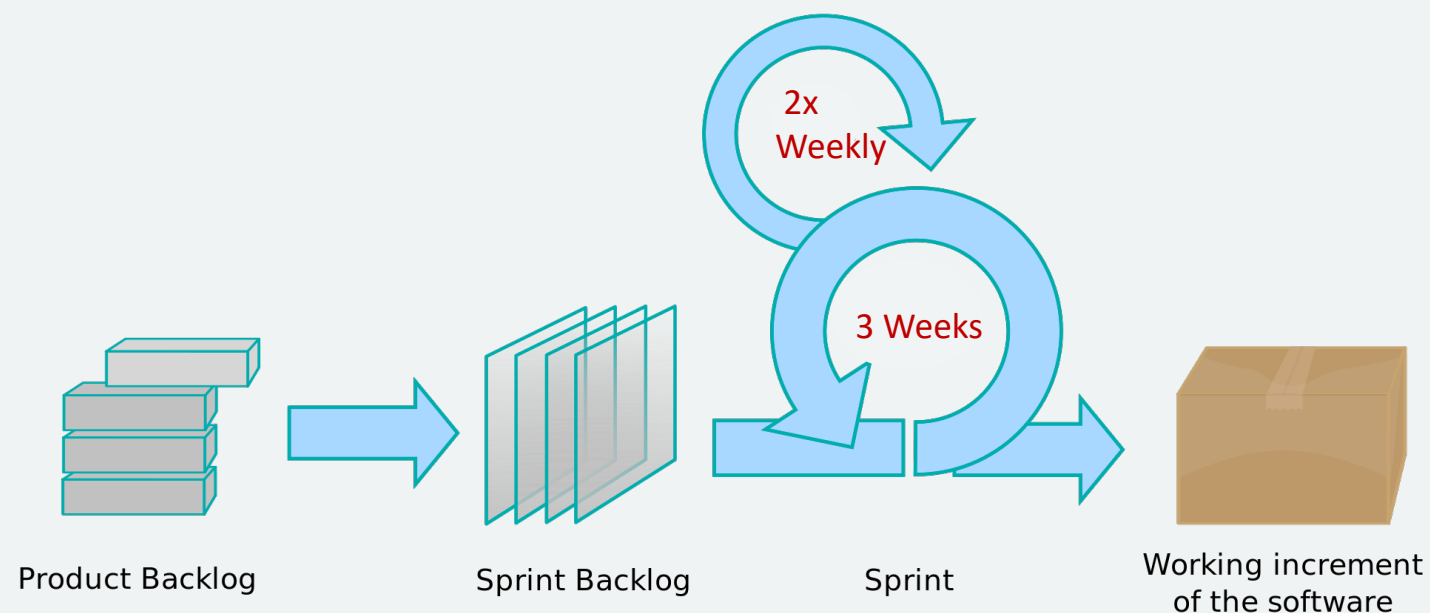 2x
Weekly
3 Weeks
Product Backlog
Sprint Backlog
Sprint
Working increment
of the software